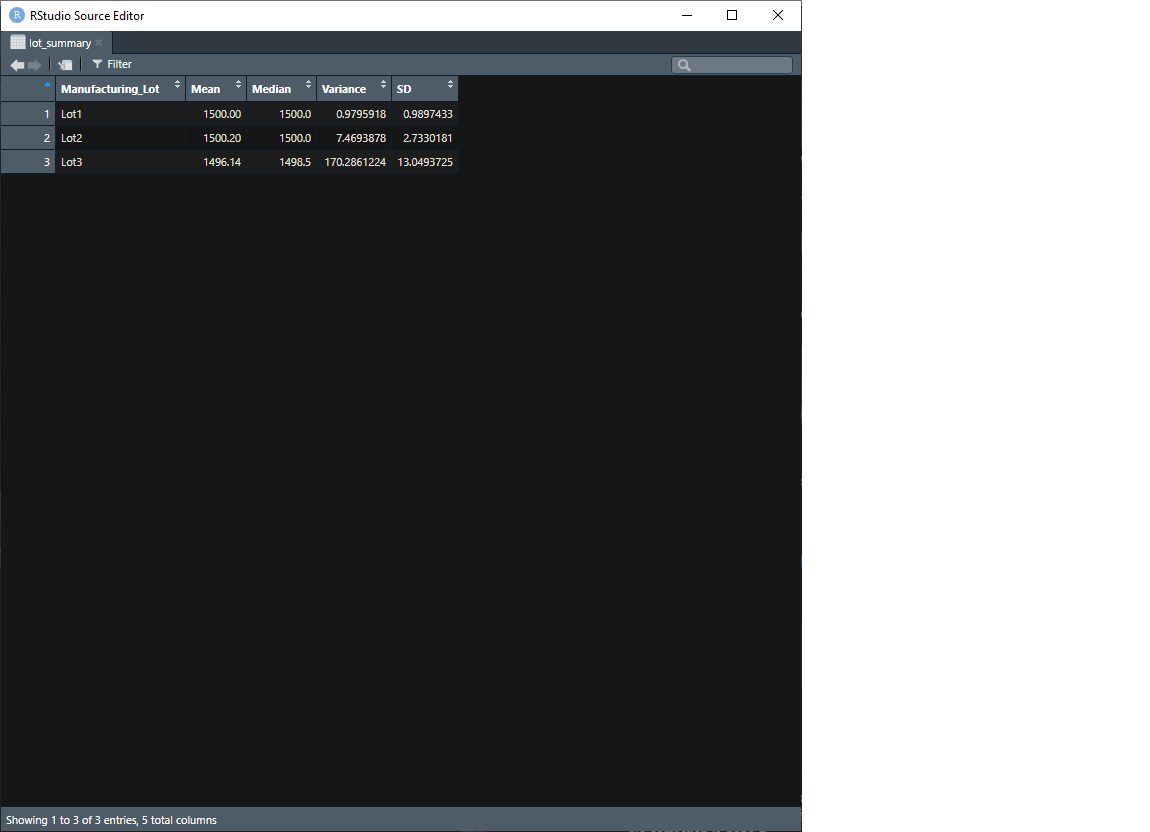 RStudio Source Editor
lot_summary
Filter
Manufacturing_Lot Mean Median Variance SD
1 Lot1 1500.00 1500.0 0.9795918 0.9897433
2 Lot2 1500.20 1500.0 7.4693878 2.7330181
3 Lot3 1496.14 1498.5 170.2861224 13.0493725
Showing 1 to 3 of 3 entries, 5 total columns